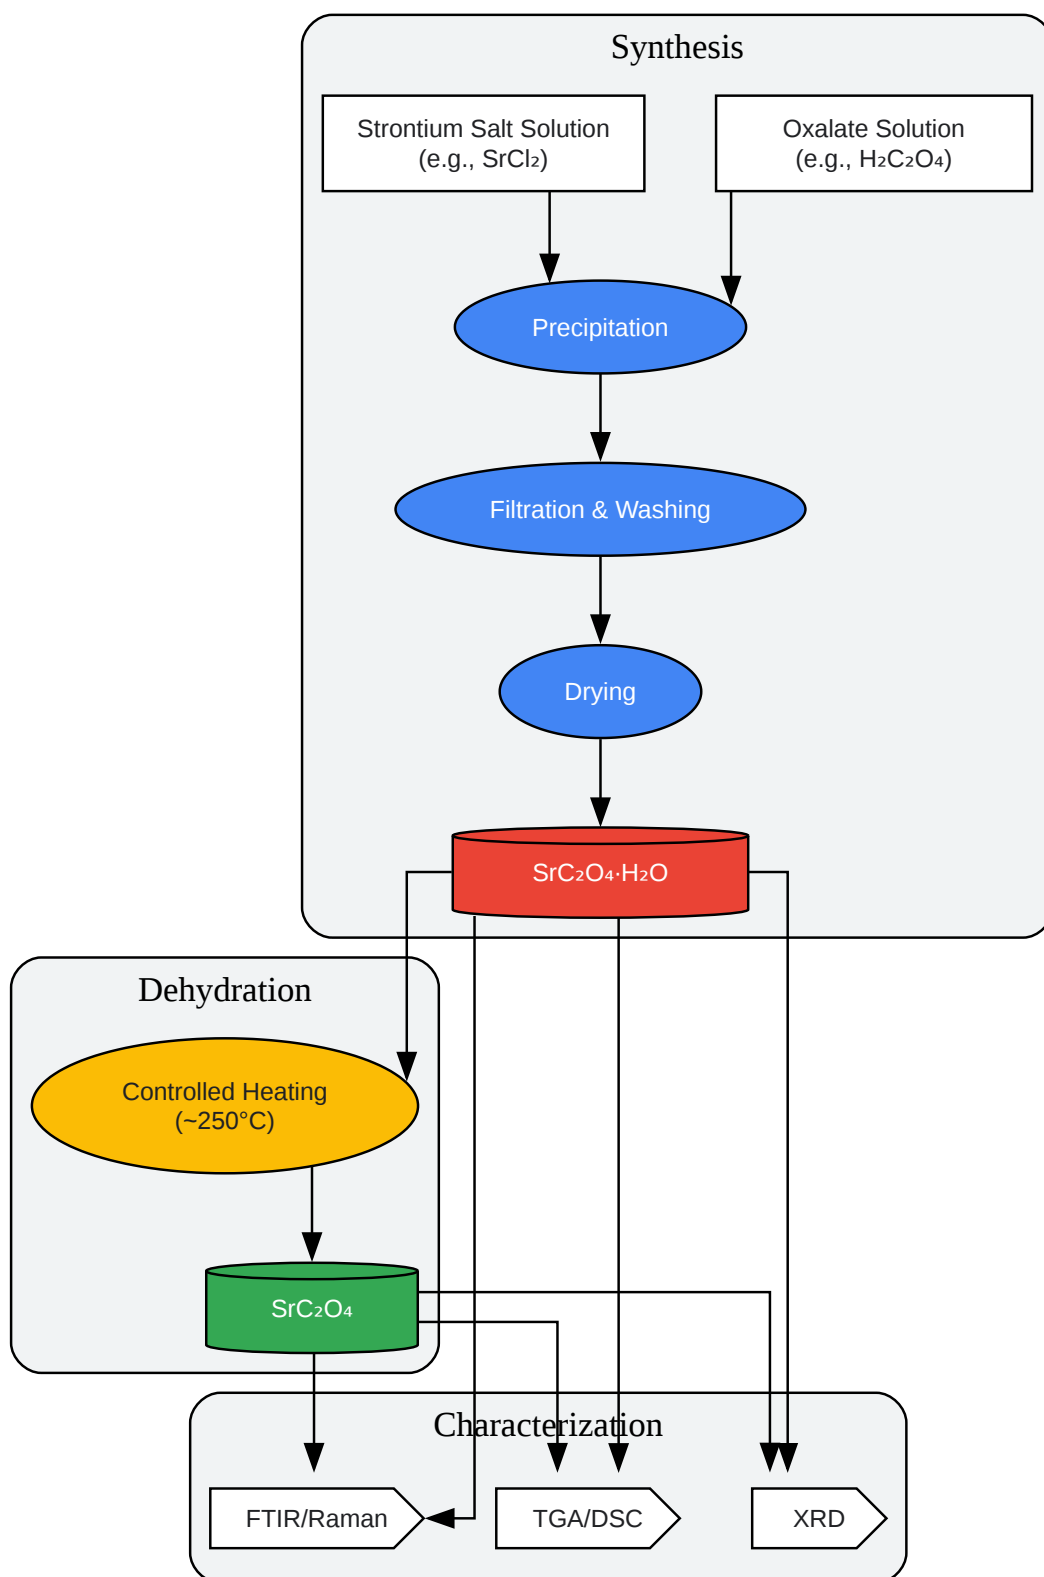 Synthesis
Strontium Salt Solution
(e.g., SrCl₂)
Oxalate Solution
(e.g., H₂C₂O₄)
Precipitation
Filtration & Washing
Drying
SrC₂O₄·H₂O
Dehydration
Controlled Heating
(~250°C)
SrC₂O₄
Characterization
FTIR/Raman
TGA/DSC
XRD